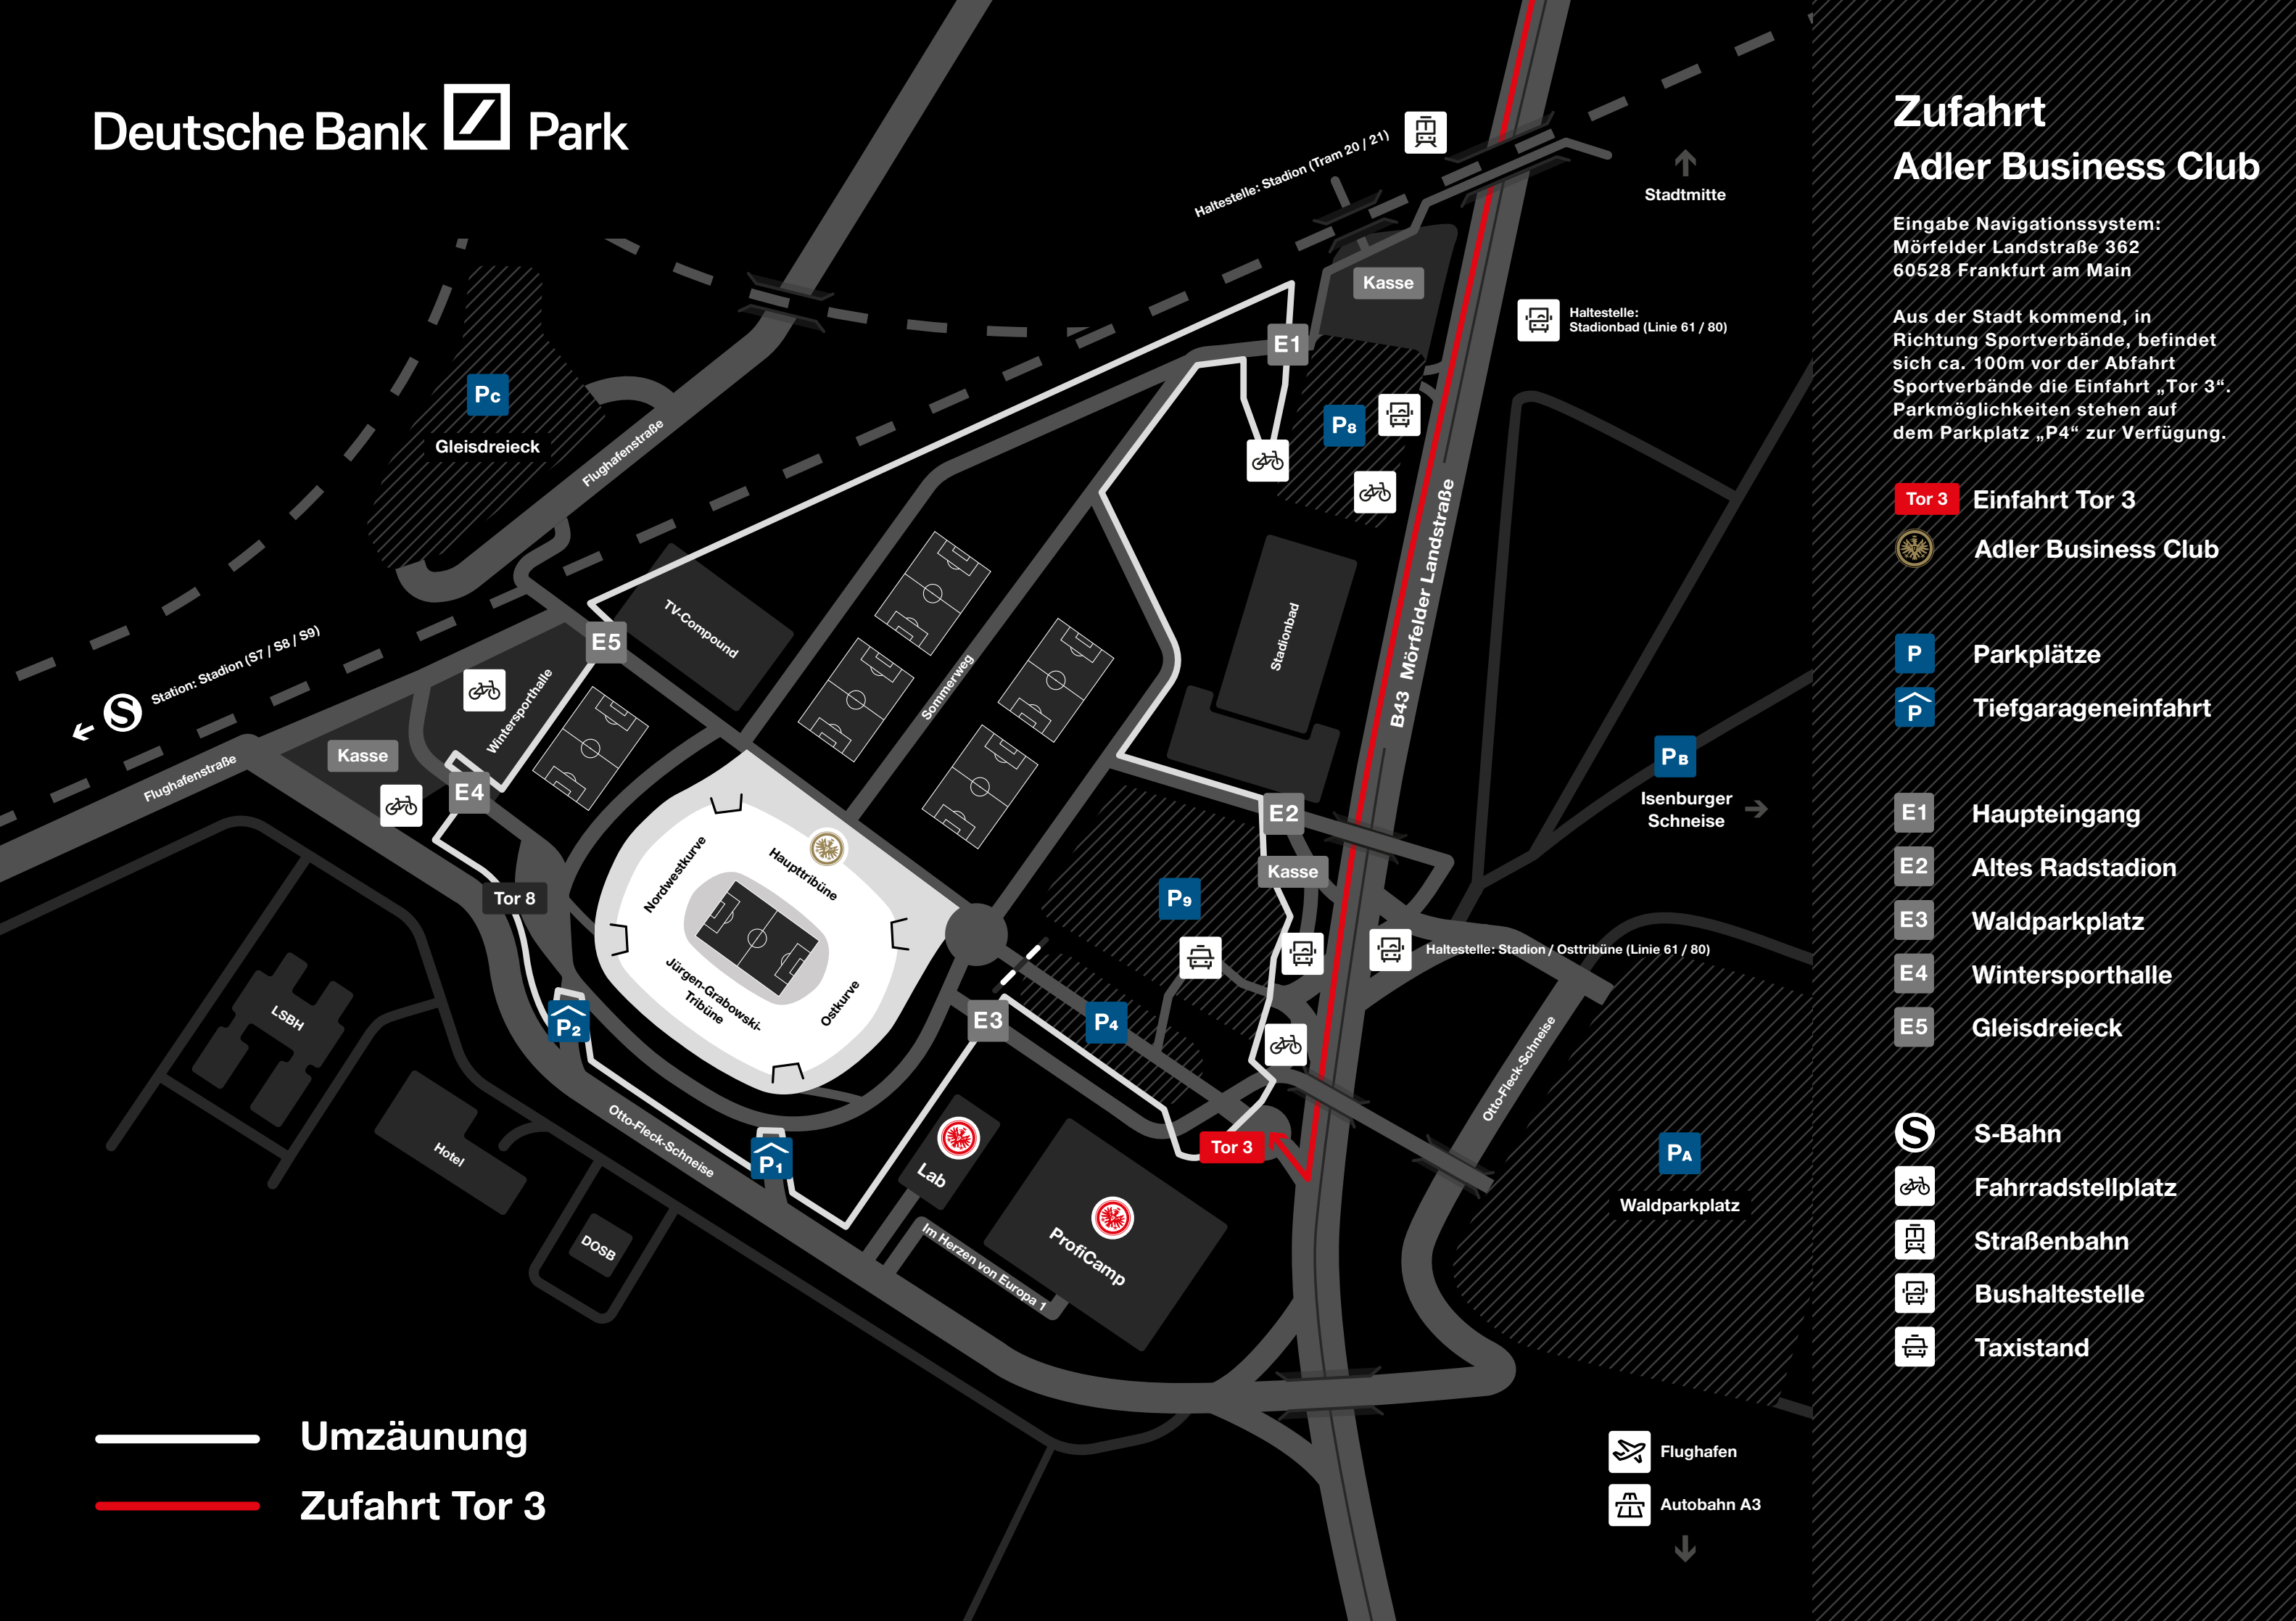 Deutsche Bank Park
Haltestelle: Stadion (Tram 20 / 21)
Stadtmitte
Kasse
E1
Haltestelle:
Stadionbad (Linie 61 / 80)
Pc
Gleisdreieck
Flughafenstraße
P8
B43 Mörfelder Landstraße
Station: Stadion (S7 / S8 / S9)
S
E5
TV-Compound
Wintersporthalle
Sommerweg
Stadionbad
Kasse
Flughafenstraße
E4
PB
Isenburger
Schneise
E2
Kasse
Tor 8
Nordwestkurve
Haupttribüne
Jürgen-Grabowski-
Tribüne
Ostkurve
P9
Haltestelle: Stadion / Osttribüne (Linie 61 / 80)
LSBH
P2
E3
P4
Otto-Fleck-Schneise
Hotel
Otto-Fleck-Schneise
P1
Lab
Tor 3
PA
Waldparkplatz
DOSB
Im Herzen von Europa 1
ProfiCamp
Umzäunung
Zufahrt Tor 3
Flughafen
Autobahn A3
Zufahrt
Adler Business Club
Eingabe Navigationssystem:
Mörfelder Landstraße 362
60528 Frankfurt am Main
Aus der Stadt kommend, in
Richtung Sportverbände, befindet
sich ca. 100m vor der Abfahrt
Sportverbände die Einfahrt „Tor 3“.
Parkmöglichkeiten stehen auf
dem Parkplatz „P4“ zur Verfügung.
Tor 3 Einfahrt Tor 3
Adler Business Club
P Parkplätze
P Tiefgarageneinfahrt
E1 Haupteingang
E2 Altes Radstadion
E3 Waldparkplatz
E4 Wintersporthalle
E5 Gleisdreieck
S S-Bahn
Fahrradstellplatz
Straßenbahn
Bushaltestelle
Taxistand